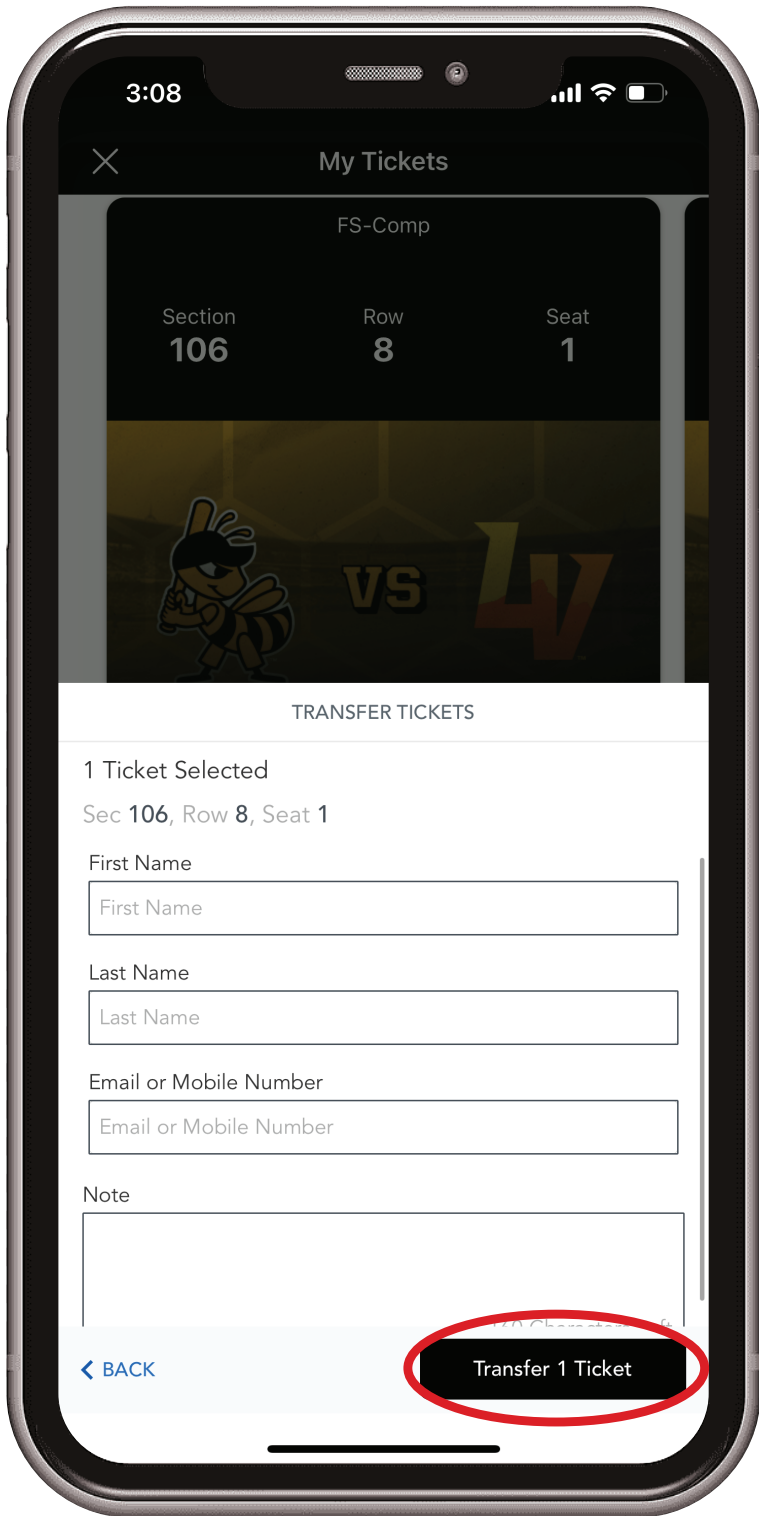 3:08
My Tickets
FS-Comp
Section Row Seat
106 8 1
VS LV
TRANSFER TICKETS
1 Ticket Selected
Sec 106, Row 8, Seat 1
First Name
First Name
Last Name
Last Name
Email or Mobile Number
Email or Mobile Number
Note
BACK
Transfer 1 Ticket